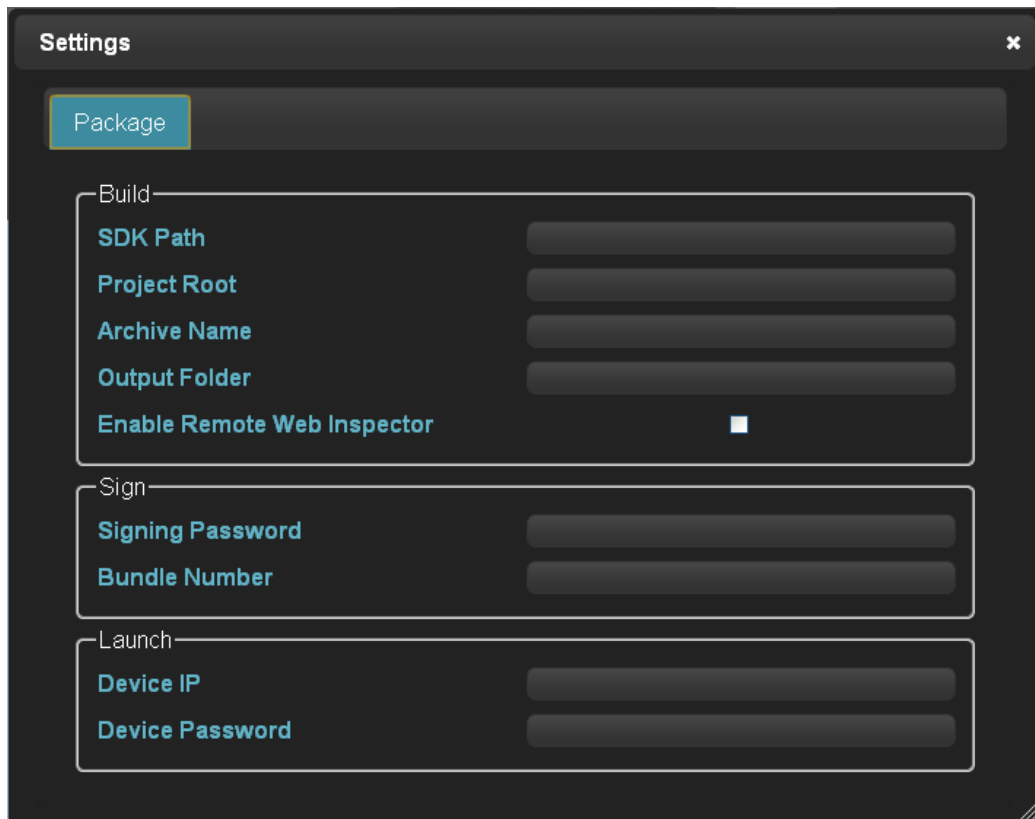 Settings
Package
Build
SDK Path
Project Root
Archive Name
Output Folder
Enable Remote Web Inspector
Sign
Signing Password
Bundle Number
Launch
Device IP
Device Password